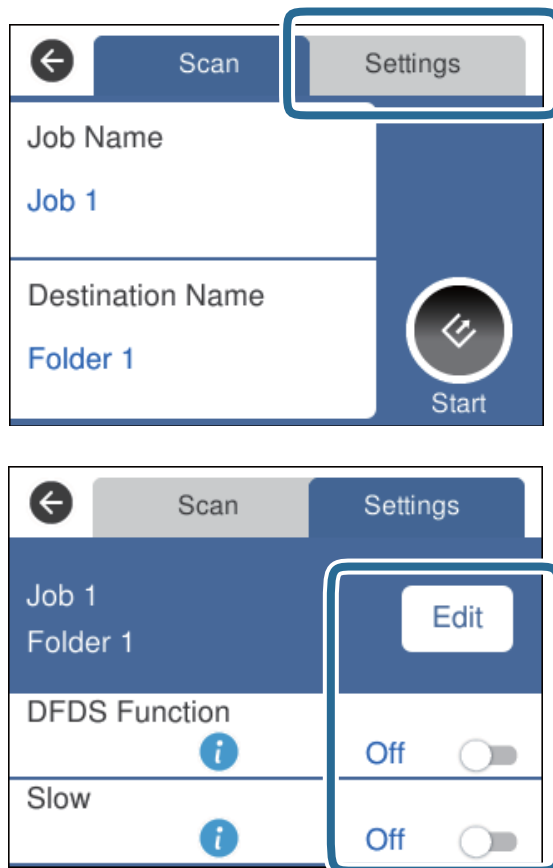 Scan Settings
Job Name
Job 1
Destination Name
Folder 1
Start
Scan Settings
Job 1
Edit
Folder 1
DFDS Function
i Off
Slow
i Off